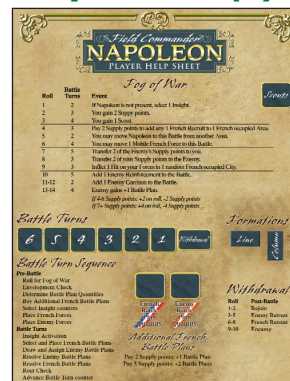 Field Commander
NAPOLEON
PLAYER HELP SHEET
Fog of War
Roll Battle Turns Event
1 2 If Napoleon is not present, select 1 Insight.
2 3 You gain 2 Supply points.
3 4 You gain 1 Scout.
4 3 Pay 2 Supply points to add any 1 French Recruit to 1 French occupied Area.
5 2 You may move Napoleon to this Battle from another Area.
6 4 You may move 1 Mobile French Force to this Battle.
7 5 Transfer 2 of the Enemy's Supply points to you.
8 3 Transfer 2 of your Supply points to the Enemy.
9 3 Inflict 1 Hit on your Forces in 1 random French occupied City.
10 5 Add 1 Enemy Reinforcement to the Battle.
11-12 2 Add 1 Enemy Garrison to the Battle.
13-14 4 Enemy gains +1 Battle Plan.
If 4-6 Supply points: +2 on roll, -2 Supply points
If 7+ Supply points: +4 on roll, -4 Supply points
Scouts
Battle Turns
6 5 4 3 2 1 Withdrawal
Formations
Line Column
Battle Turn Sequence
Pre-Battle
Roll for Fog of War
Envelopment Check
Determine Battle Plan Quantities
Buy Additional French Battle Plans
Select Insight counters
Place French Forces
Place Enemy Forces
Battle Turns
Insight Activation
Select and Place French Battle Plans
Draw and Assign Enemy Battle Plans
Resolve Enemy Battle Plans
Resolve French Battle Plans
Rout Check
Advance Battle Turn counter
French Battle Plan Quantity
Enemy Battle Plan Quantity
Additional French
Battle Plans
Pay 2 Supply points: +1 Battle Plan
Pay 5 Supply points: +2 Battle Plans
Withdrawal
Roll Post-Battle
1-2 Rejoin
3-5 Enemy Retreat
6-8 French Retreat
9-10 Encamp